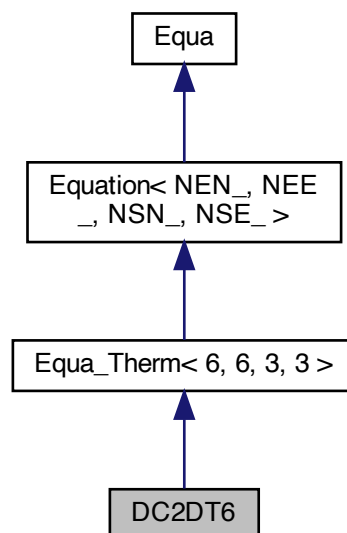 Equa
Equation< NEN_, NEE
_, NSN_, NSE_ >
Equa_Therm< 6, 6, 3, 3 >
DC2DT6